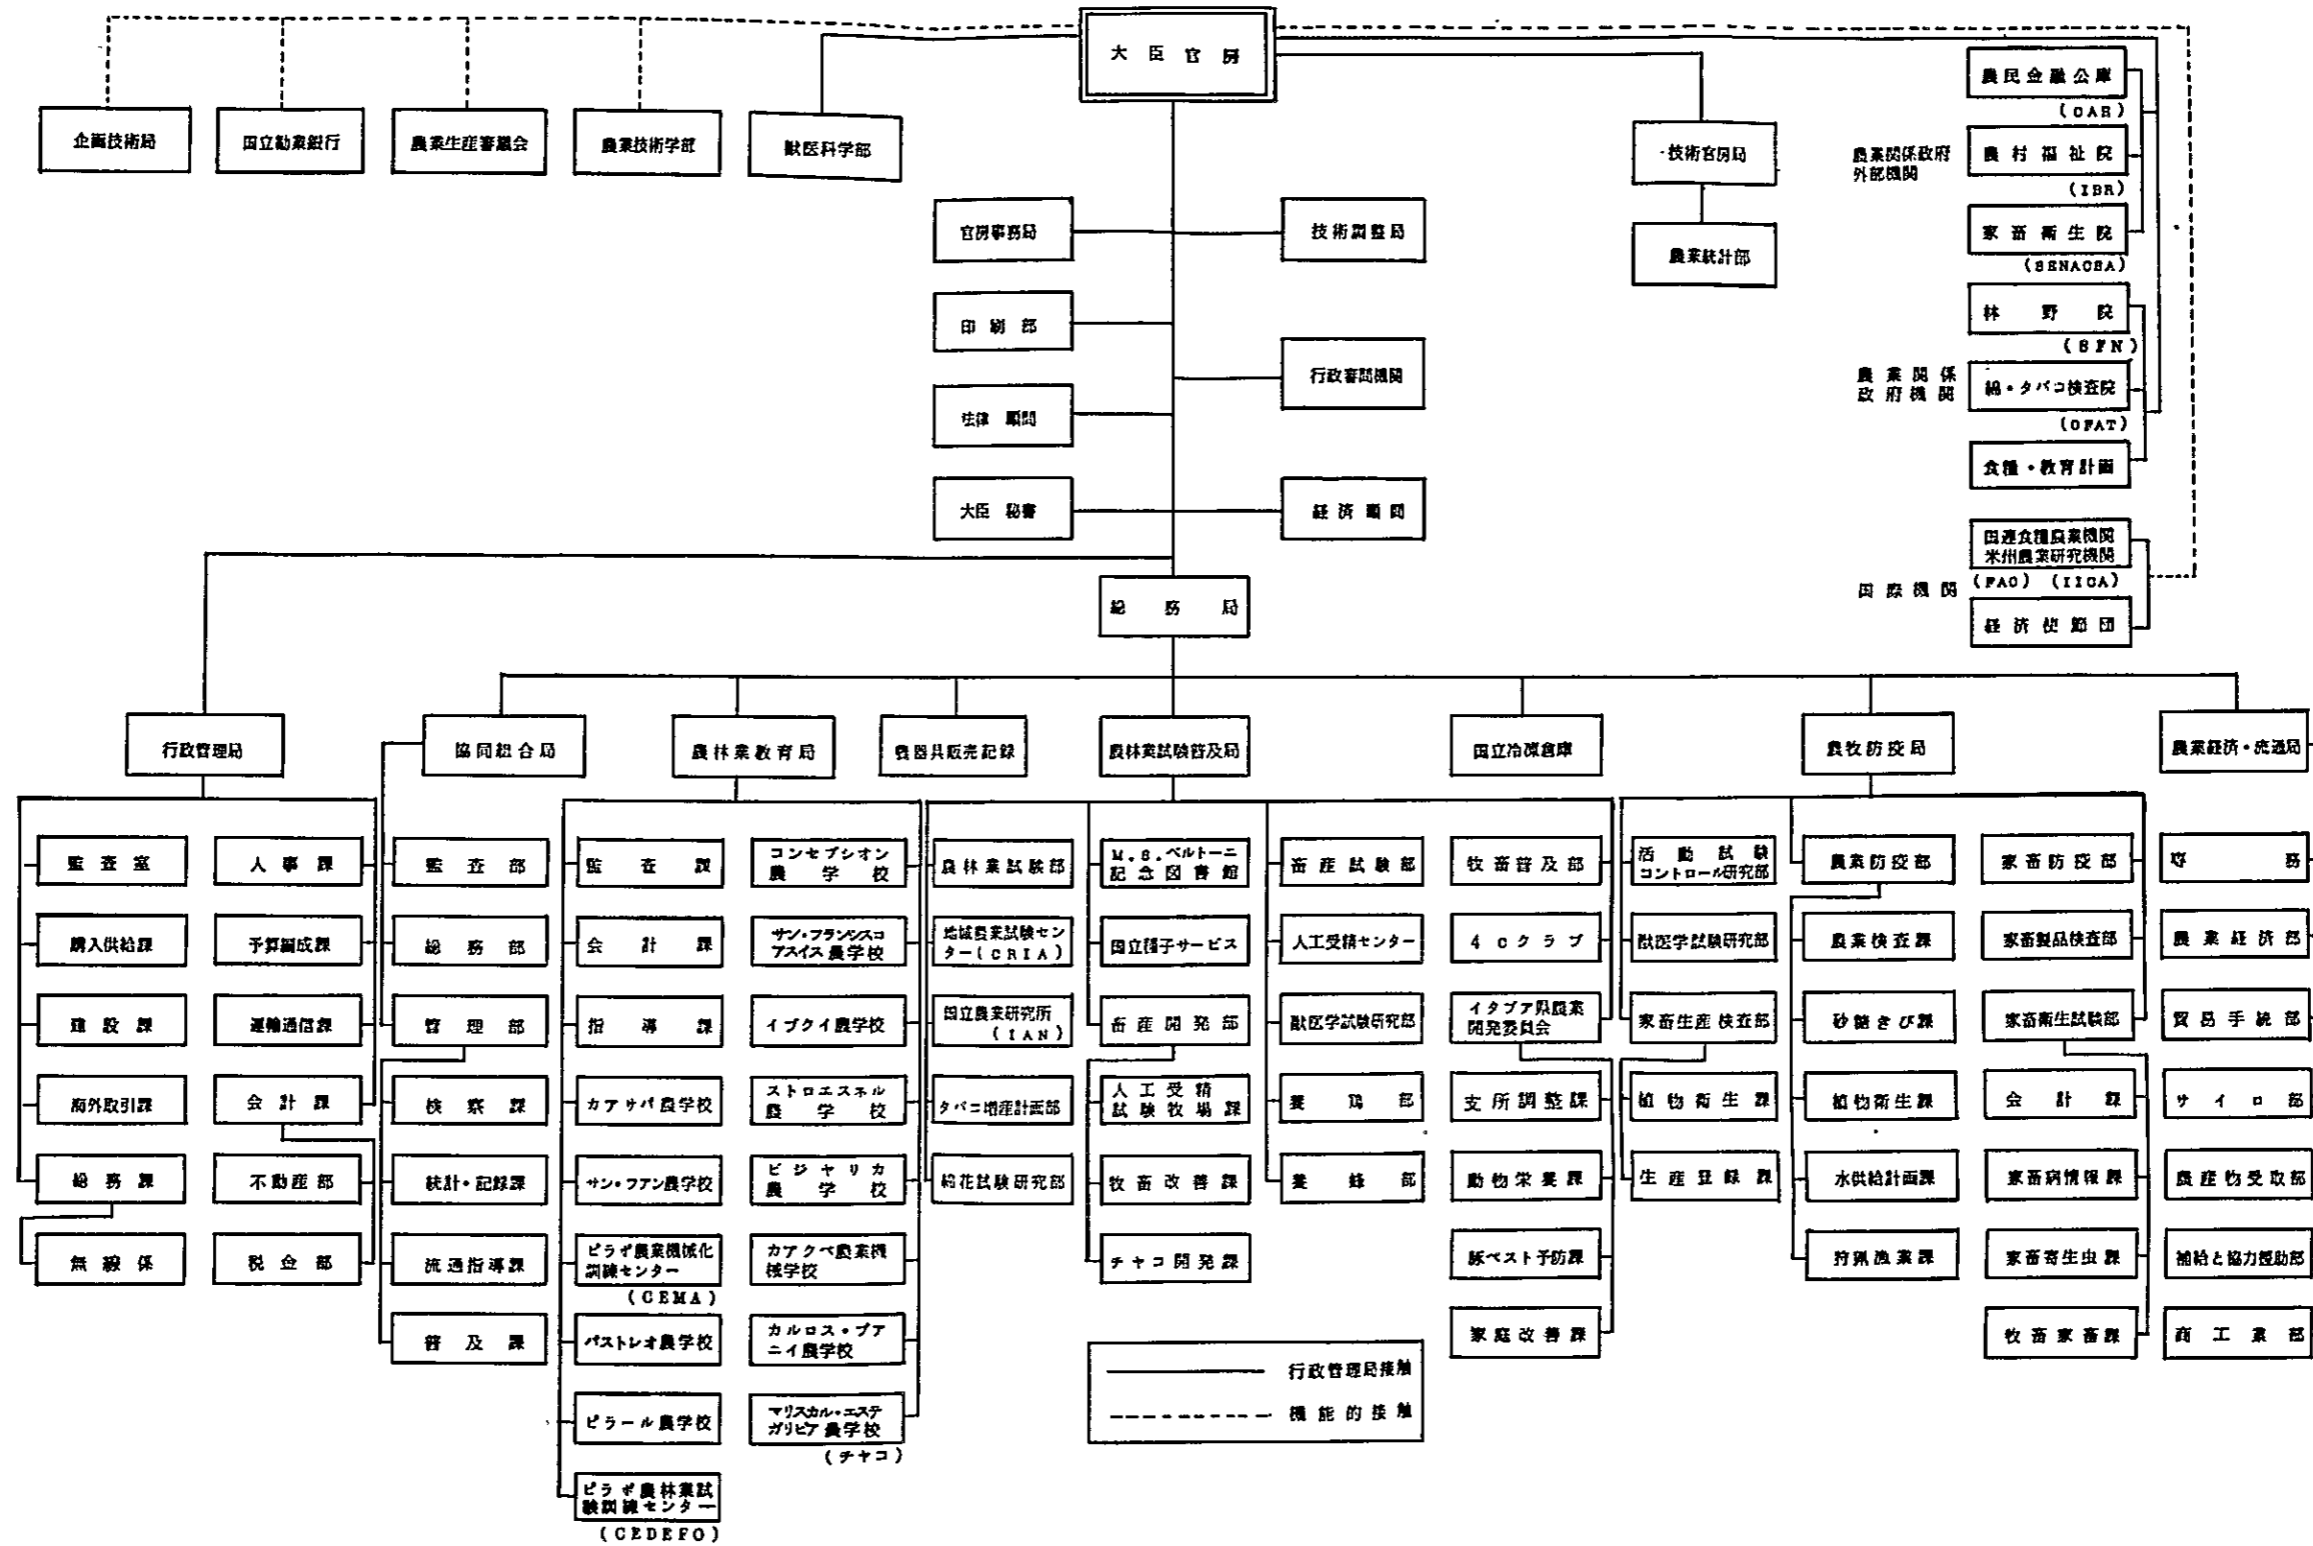 大臣官房
企画技術局
国立勧業銀行
農業生産審議会
農業技術学部
獣医科学部
技術官房局
農業統計部
農業関係政府
外部機関
農民金融公庫
(CAH)
農村福祉院
(IBR)
家畜衛生院
(SENACSA)
農業関係
政府機関
林野院
(SFN)
綿・タバコ検査院
(OFAT)
食糧・教育計画
国際機関
国連食糧農業機関
米州農業研究機関
(FAO) (IICA)
経済使節団
官房事務局
技術調整局
印刷部
行政審問機関
法律顧問
大臣秘書
経済顧問
総務局
行政管理局
協同組合局
農林業教育局
農器具販売記録
農林業試験普及局
国立冷凍倉庫
農牧防疫局
農業経済・流通局
監査室
購入供給課
建設課
海外取引課
総務課
無線係
人事課
予算編成課
運輸通信課
会計課
不動産部
税金部
監査部
総務部
管理部
検察課
統計・記録課
流通指導課
普及課
監査課
会計課
指導課
カアサパ農学校
サン・フアン農学校
ピラポ農業機械化
訓練センター
(CEMA)
パストレオ農学校
ピラール農学校
ピラポ農林業試
験訓練センター
(CEDEFO)
コンセプシオン
農学校
サン・フランシスコ
アスイス農学校
イプクイ農学校
ストロエスネル
農学校
ビジヤリカ
農学校
カアクペ農業機
械学校
カルロス・プア
ニイ農学校
マリスカル・エステ
ガリビア農学校
(チャコ)
農林業試験部
地域農業試験セン
ター(CRIA)
国立農業研究所
(IAN)
タバコ増産計画部
綿花試験研究部
M.S.ベルトーニ
記念図書館
国立種子サービス
畜産開発部
人工受精
試験牧場課
牧畜改善課
チャコ開発課
畜産試験部
人工受精センター
獣医学試験研究部
養鶏部
養蜂部
牧畜普及部
4Cクラブ
イタプア県農業
開発委員会
支所調整課
動物栄養課
豚ペスト予防課
家庭改善課
活動試験
コントロール研究部
獣医学試験研究部
家畜生産検査部
植物衛生課
生産登録課
農業防疫部
農業検査課
砂糖きび課
植物衛生課
水供給計画課
狩猟漁業課
家畜防疫部
家畜製品検査部
家畜衛生試験部
会計課
家畜病情報課
家畜寄生虫課
牧畜家畜課
専務
農業経済部
貿易手続部
サイロ部
農産物受取部
補給と協力援助部
商工業部
行政管理局接触
機能的接触